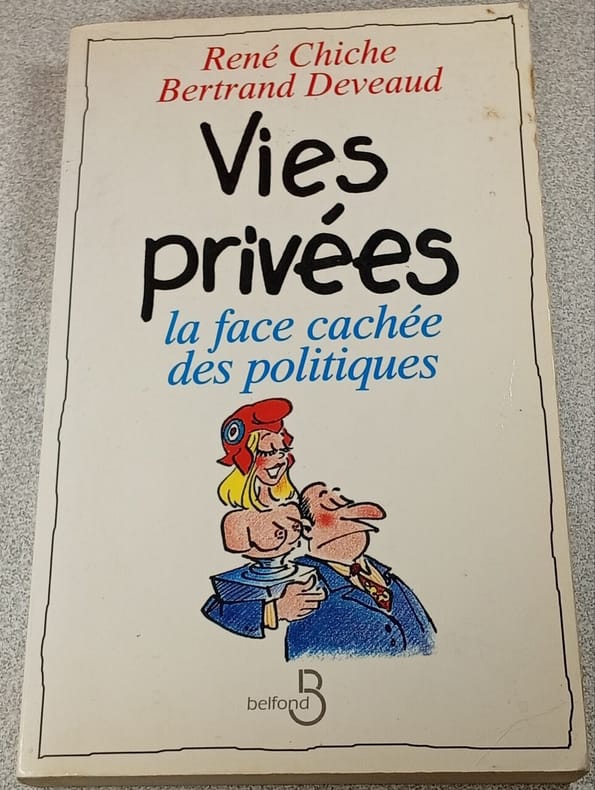 René Chiche
Bertrand Deveaud
Vies
privées
la face cachée
des politiques
belfond B